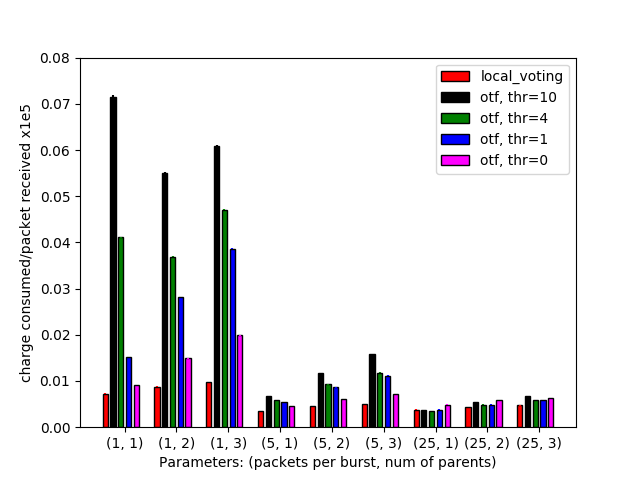 0.08
0.07
0.06
0.05
0.04
0.03
0.02
0.01
0.00
charge consumed/packet received x1e5
local_voting
otf, thr=10
otf, thr=4
otf, thr=1
otf, thr=0
(1, 1) (1, 2) (1, 3) (5, 1) (5, 2) (5, 3) (25, 1) (25, 2) (25, 3)
Parameters: (packets per burst, num of parents)